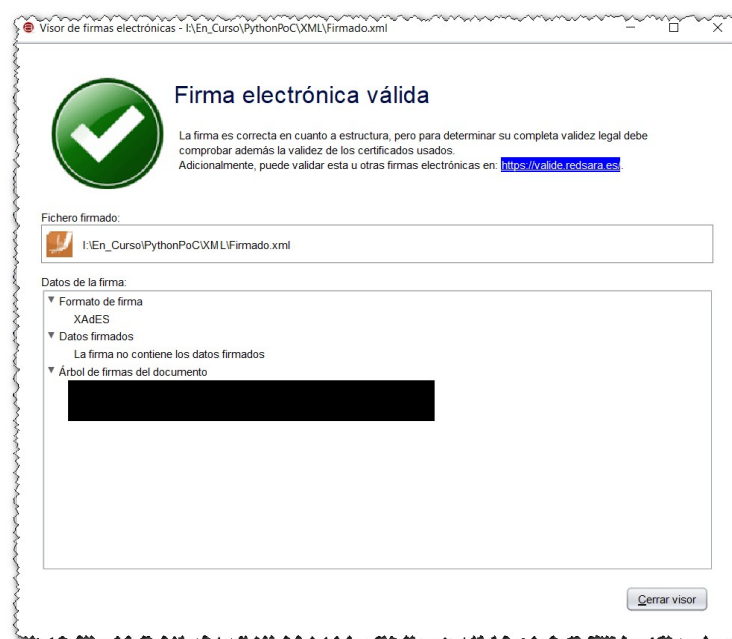 Visor de firmas electrónicas - I:\En_Curso\PythonPoC\XML\Firmado.xml
Firma electrónica válida
La firma es correcta en cuanto a estructura, pero para determinar su completa validez legal debe
comprobar además la validez de los certificados usados.
Adicionalmente, puede validar esta u otras firmas electrónicas en: https://valide.redsara.es/.
Fichero firmado:
I:\En_Curso\PythonPoC\XML\Firmado.xml
Datos de la firma:
Formato de firma
XAdES
Datos firmados
La firma no contiene los datos firmados
Árbol de firmas del documento
Cerrar visor